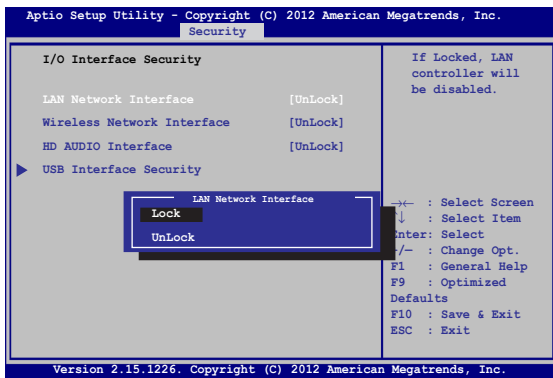 Aptio Setup Utility - Copyright (C) 2012 American Megatrends, Inc.
Security
I/O Interface Security
LAN Network Interface [UnLock]
Wireless Network Interface [UnLock]
HD AUDIO Interface [UnLock]
USB Interface Security
LAN Network Interface
Lock
UnLock
If Locked, LAN
controller will
be disabled.
→← : Select Screen
↑↓ : Select Item
Enter: Select
+/— : Change Opt.
F1 : General Help
F9 : Optimized
Defaults
F10 : Save & Exit
ESC : Exit
Version 2.15.1226. Copyright (C) 2012 American Megatrends, Inc.